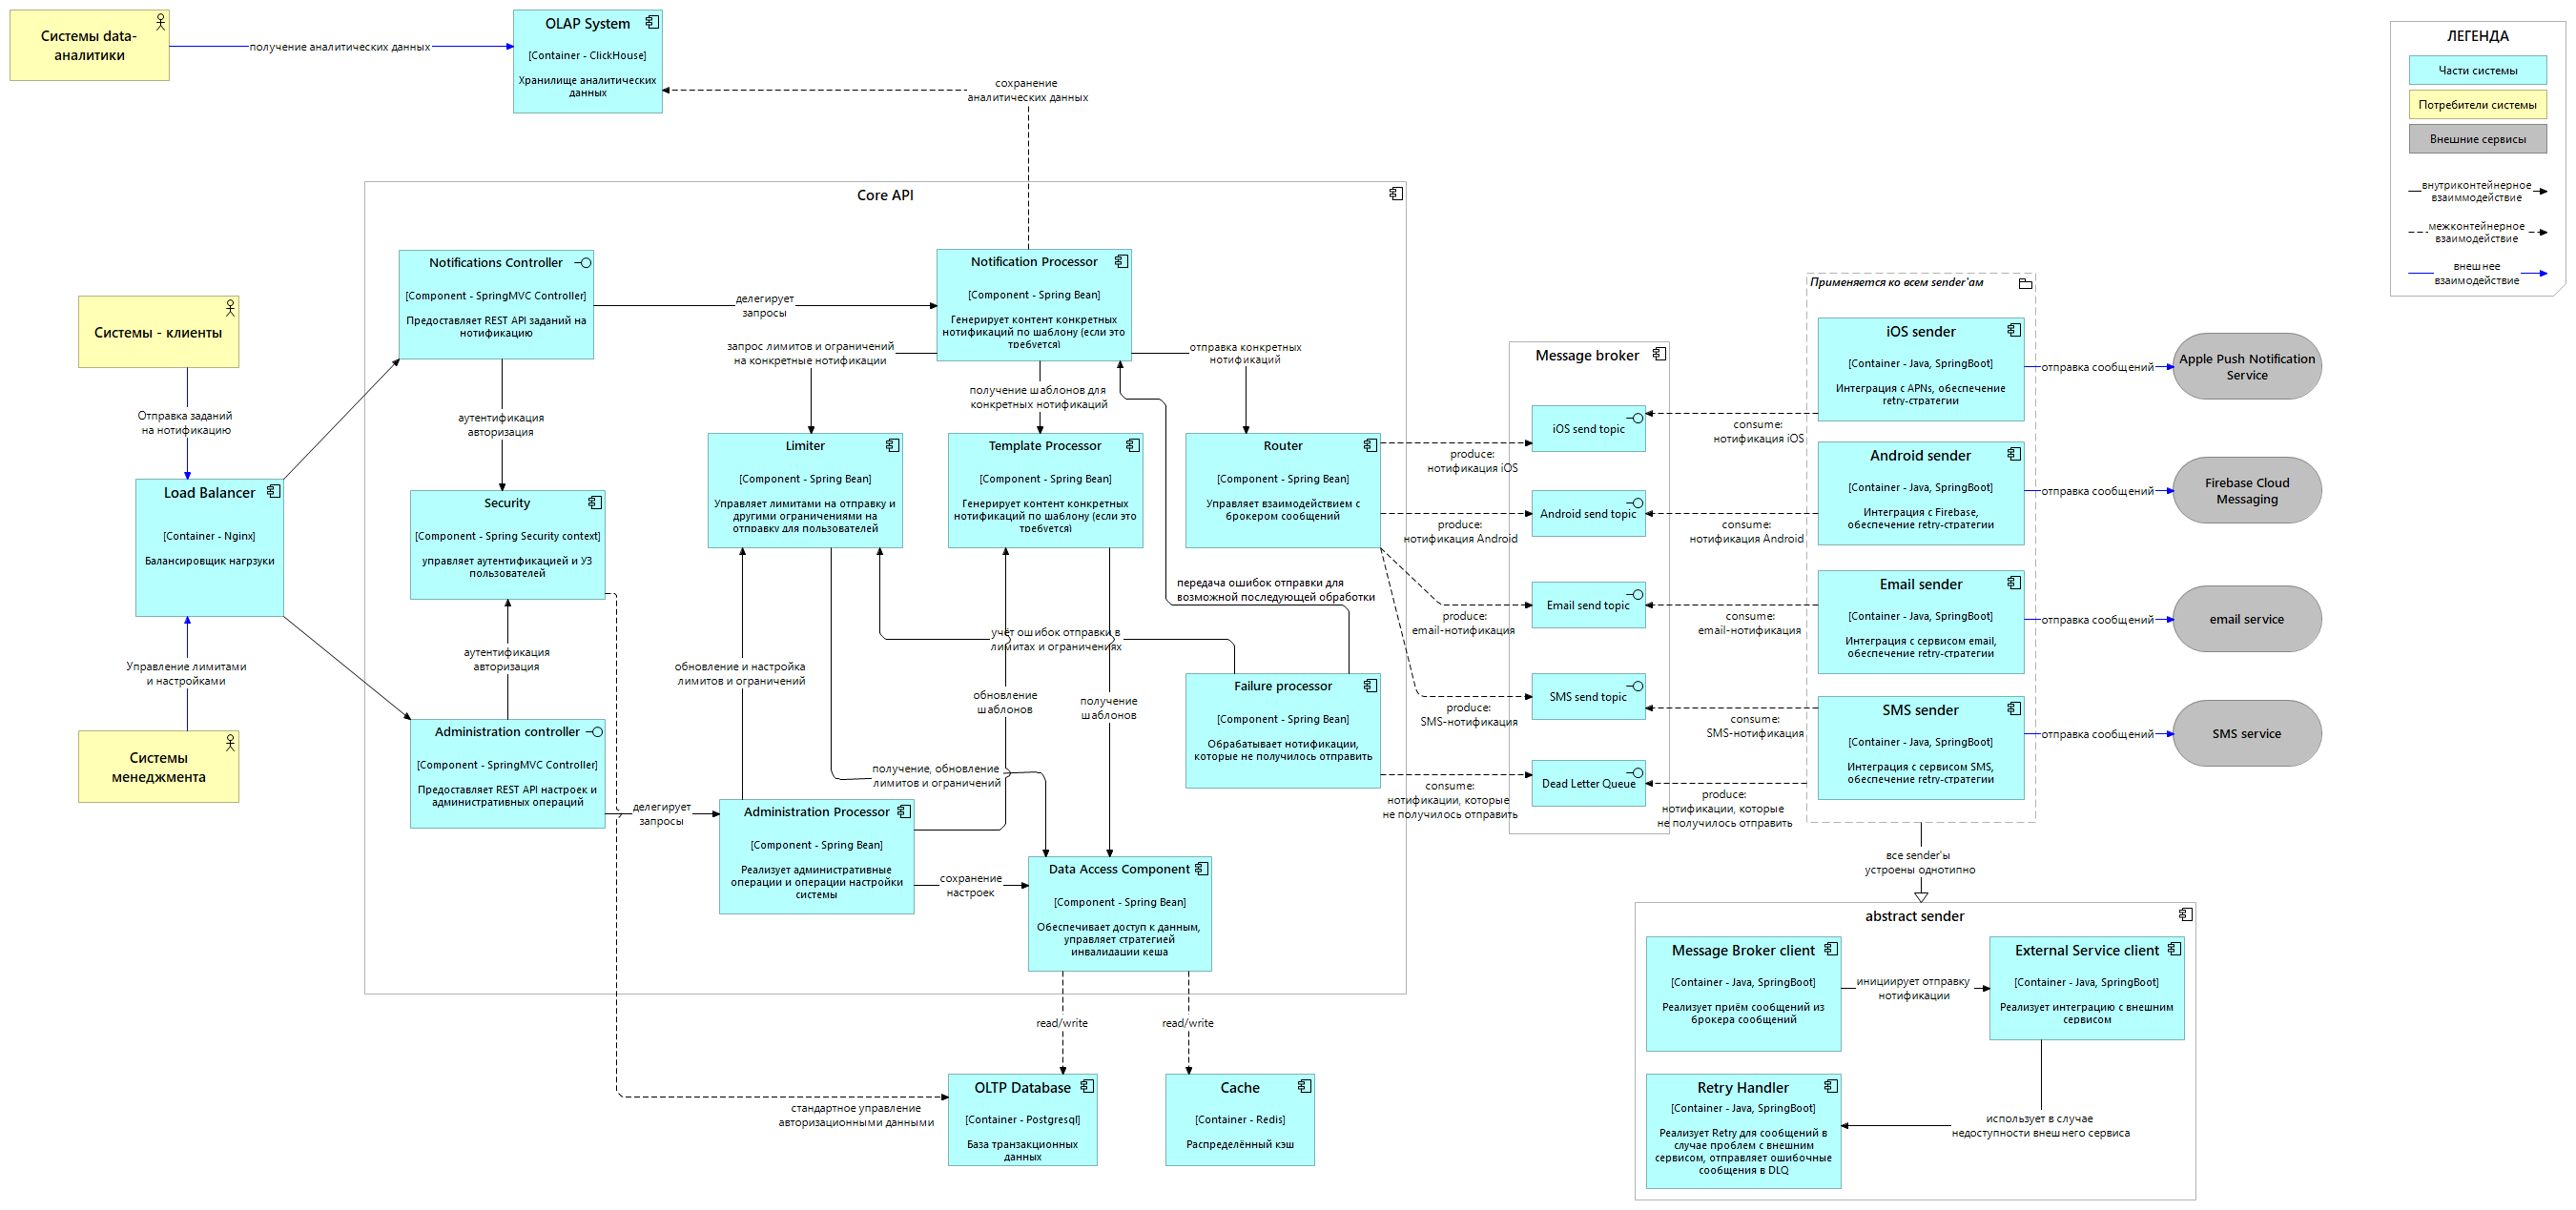 Системы data-
аналитики
получение аналитических данных
OLAP System
[Container - ClickHouse]
Хранилище аналитических
данных
сохранение
аналитических данных
ЛЕГЕНДА
Части системы
Потребители системы
Внешние сервисы
внутриконтейнерное
взаиммодействие
межконтейнерное
взаимодействие
внешнее
взаимодействие
Core API
Notifications Controller
[Component - SpringMVC Controller]
Предоставляет REST API заданий на
нотификацию
делегирует
запросы
Notification Processor
[Component - Spring Bean]
Генерирует контент конкретных
нотификаций по шаблону (если это
требуется)
Системы - клиенты
Отправка заданий
на нотификацию
Load Balancer
[Container - Nginx]
Балансировщик нагрзуки
Управление лимитами
и настройками
Системы
менеджмента
аутентификация
авторизация
Security
[Component - Spring Security context]
управляет аутентификацией и УЗ
пользователей
аутентификация
авторизация
Administration controller
[Component - SpringMVC Controller]
Предоставляет REST API настроек и
административных операций
делегирует
запросы
запрос лимитов и ограничений
на конкретные нотификации
получение шаблонов для
конкретных нотификаций
отправка конкретных
нотификаций
Limiter
[Component - Spring Bean]
Управляет лимитами на отправку и
другими ограничениями на
отправку для пользователей
Template Processor
[Component - Spring Bean]
Генерирует контент конкретных
нотификаций по шаблону (если это
требуется)
Router
[Component - Spring Bean]
Управляет взаимодействием с
брокером сообщений
передача ошибок отправки для
возможной последующей обработки
учёт ошибок отправки в
лимитах и ограничениях
обновление и настройка
лимитов и ограничений
обновление
шаблонов
получение
шаблонов
Failure processor
[Component - Spring Bean]
Обрабатывает нотификации,
которые не получилось отправить
получение, обновление
лимитов и ограничений
Administration Processor
[Component - Spring Bean]
Реализует административные
операции и операции настройки
системы
сохранение
настроек
Data Access Component
[Component - Spring Bean]
Обеспечивает доступ к данным,
управляет стратегией
инвалидации кеша
read/write
read/write
стандартное управление
авторизационными данными
OLTP Database
[Container - Postgresql]
База транзакционных
данных
Cache
[Container - Redis]
Распределённый кэш
produce:
нотификация iOS
produce:
нотификация Android
produce:
email-нотификация
produce:
SMS-нотификация
consume:
нотификации, которые
не получилось отправить
Message broker
iOS send topic
Android send topic
Email send topic
SMS send topic
Dead Letter Queue
consume:
нотификация iOS
consume:
нотификация Android
consume:
email-нотификация
consume:
SMS-нотификация
produce:
нотификации, которые
не получилось отправить
Применяется ко всем sender'ам
iOS sender
[Container - Java, SpringBoot]
Интеграция с APNs, обеспечение
retry-стратегии
Android sender
[Container - Java, SpringBoot]
Интеграция с Firebase,
обеспечение retry-стратегии
Email sender
[Container - Java, SpringBoot]
Интеграция с сервисом email,
обеспечение retry-стратегии
SMS sender
[Container - Java, SpringBoot]
Интеграция с сервисом SMS,
обеспечение retry-стратегии
отправка сообщений
отправка сообщений
отправка сообщений
отправка сообщений
Apple Push Notification
Service
Firebase Cloud
Messaging
email service
SMS service
все sender'ы
устроены однотипно
abstract sender
Message Broker client
[Container - Java, SpringBoot]
Реализует приём сообщений из
брокера сообщений
инициирует отправку
нотификации
External Service client
[Container - Java, SpringBoot]
Реализует интеграцию с внешним
сервисом
Retry Handler
[Container - Java, SpringBoot]
Реализует Retry для сообщений в
случае проблем с внешним
сервисом, отправляет ошибочные
сообщения в DLQ
использует в случае
недоступности внешнего сервиса